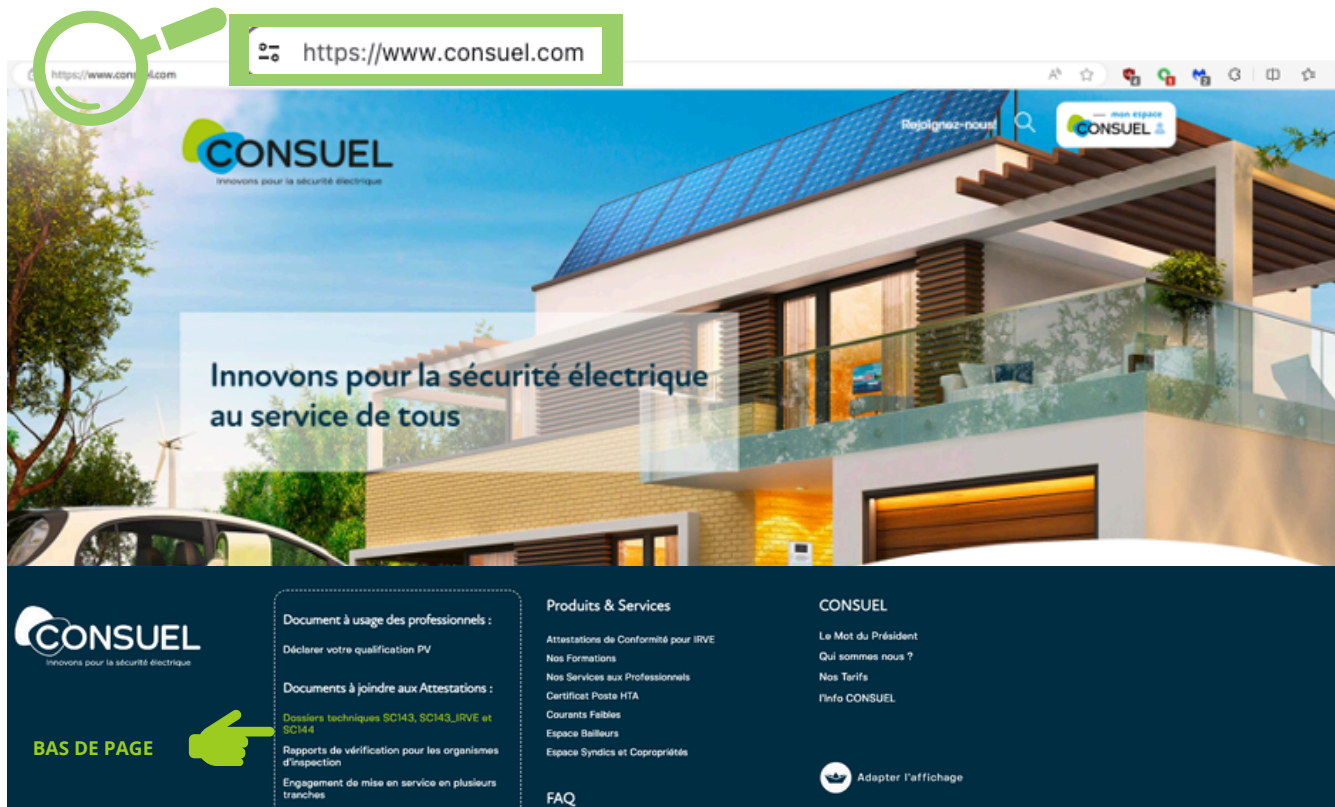 https://www.consuel.com
https://www.consuel.com
CONSUEL
Innovons pour la sécurité électrique
Rejoignez-nous!
mon espace
CONSUEL
Innovons pour la sécurité électrique
au service de tous
CONSUEL
Innovons pour la sécurité électrique
BAS DE PAGE
Document à usage des professionnels :
Déclarer votre qualification PV
Documents à joindre aux Attestations :
Dossiers techniques SC143, SC143_IRVE et
SC144
Rapports de vérification pour les organismes
d'inspection
Engagement de mise en service en plusieurs
tranches
Produits & Services
Attestations de Conformité pour IRVE
Nos Formations
Nos Services aux Professionnels
Certificat Poste HTA
Courants Faibles
Espace Bailleurs
Espace Syndics et Copropriétés
FAQ
CONSUEL
Le Mot du Président
Qui sommes nous ?
Nos Tarifs
l'Info CONSUEL
Adapter l'affichage